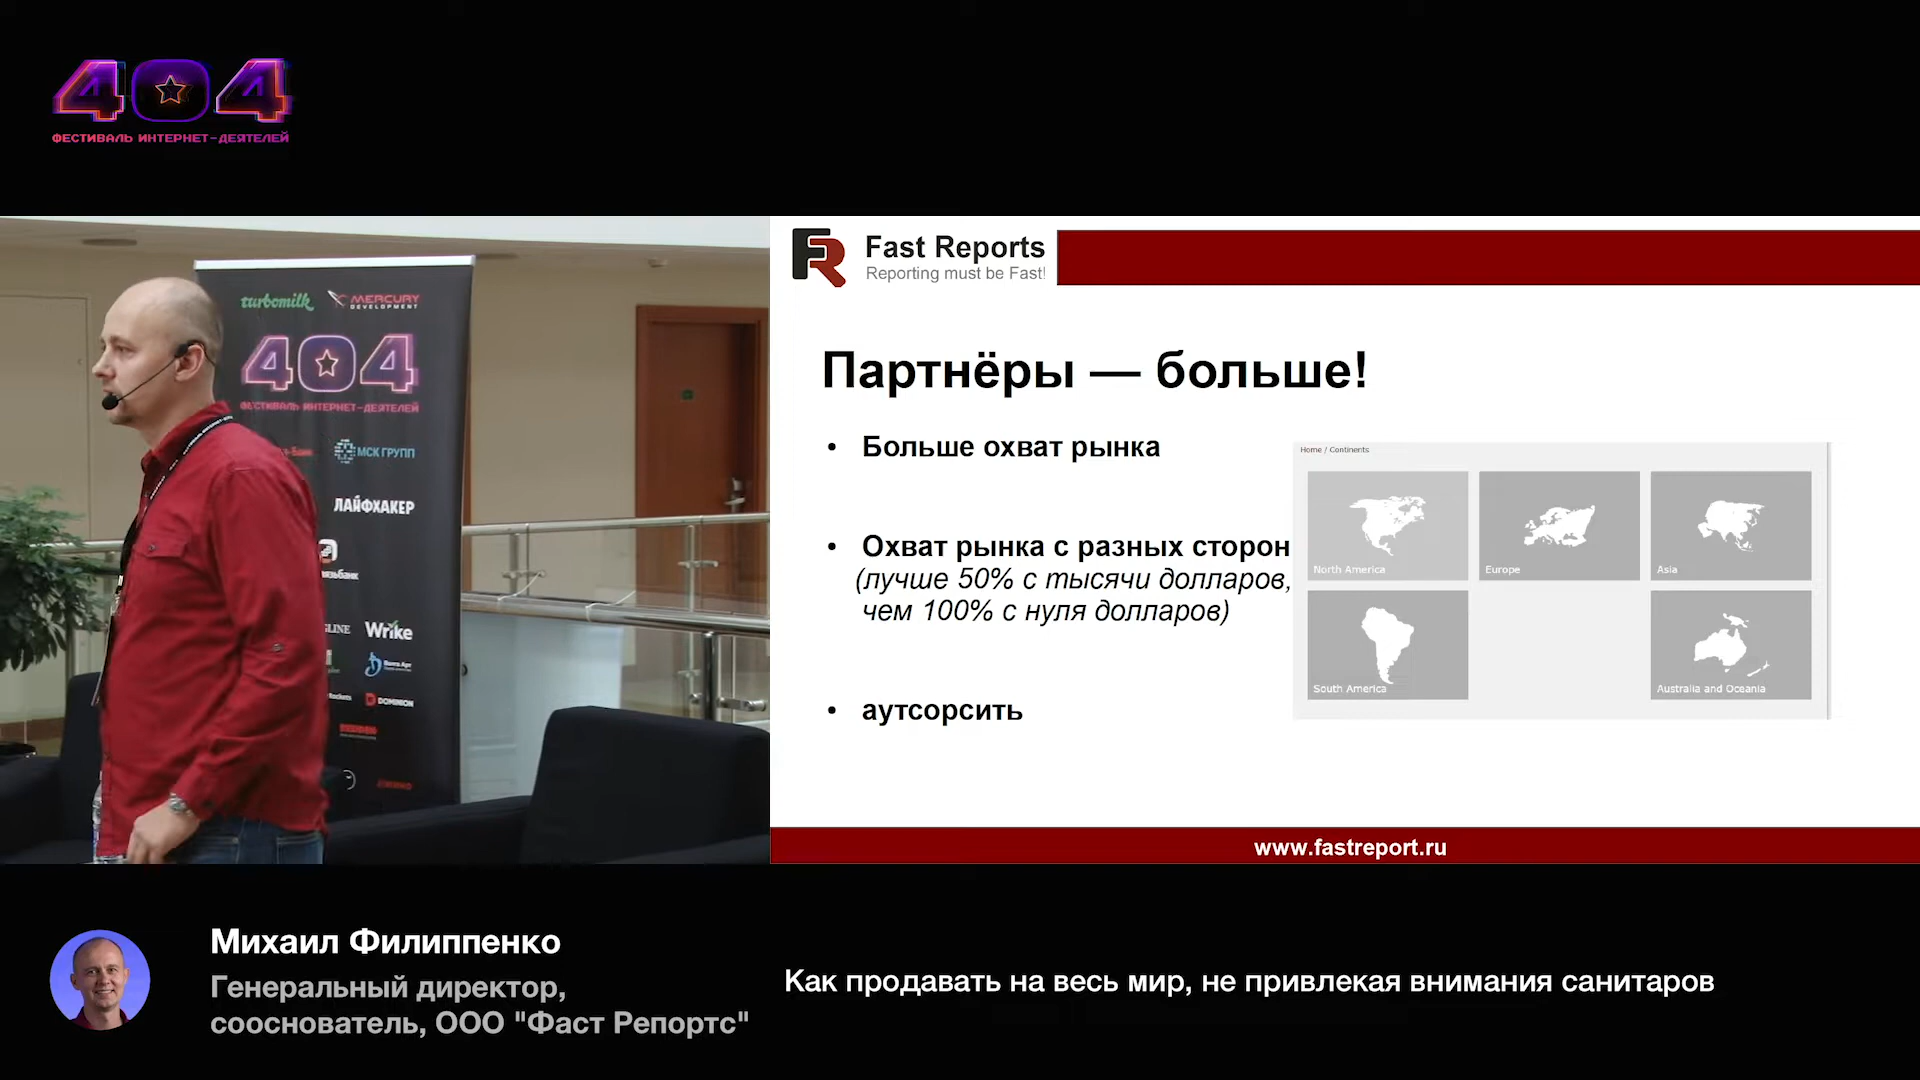 404
ФЕСТИВАЛЬ ИНТЕРНЕТ-ДЕЯТЕЛЕЙ
turbomilk
MERCURY
DEVELOPMENT
404
ФЕСТИВАЛЬ ИНТЕРНЕТ-ДЕЯТЕЛЕЙ
МСК ГРУПП
ЛАЙФХАКЕР
Wrike
DOMINION
Fast Reports
Reporting must be Fast!
Партнёры — больше!
• Больше охват рынка
• Охват рынка с разных сторон
(лучше 50% с тысячи долларов,
чем 100% с нуля долларов)
• аутсорсить
Home / Continents
North America
Europe
Asia
South America
Australia and Oceania
www.fastreport.ru
Михаил Филиппенко
Генеральный директор,
сооснователь, ООО "Фаст Репортс"
Как продавать на весь мир, не привлекая внимания санитаров